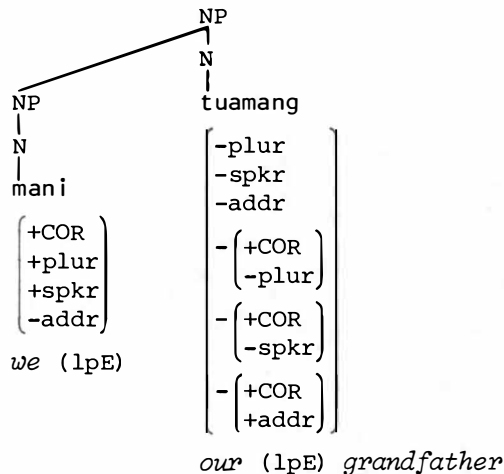 NP
N
NP tuamang
N
mani
-plur
-spkr
-addr
+COR
+plur
+spkr
-addr
- +COR
-plur
- +COR
-spkr
- +COR
+addr
we (1pE)
our (1pE) grandfather